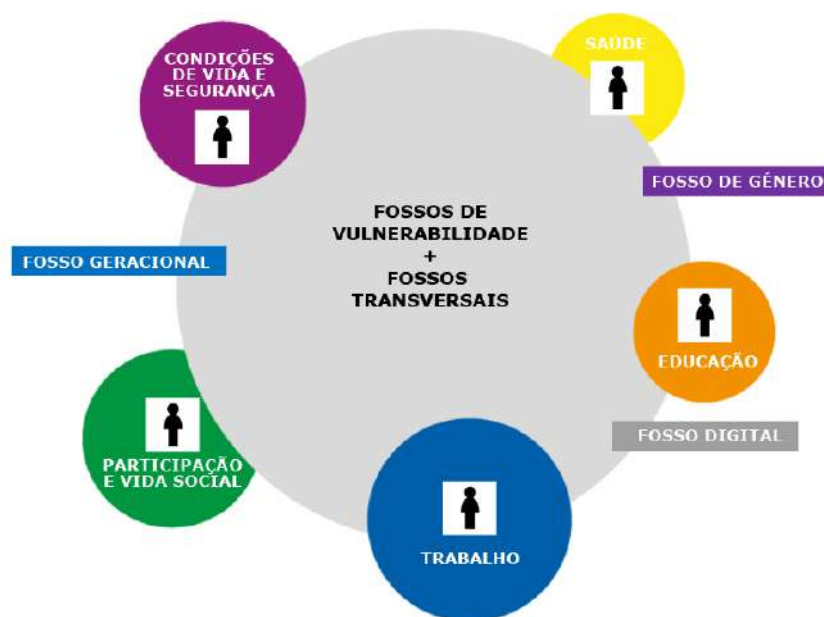 CONDIÇÕES
DE VIDA E
SEGURANÇA
SAÚDE
FOSSO DE GÉNERO
FOSSOS DE
VULNERABILIDADE
+
FOSSOS
TRANSVERSAIS
FOSSO GERACIONAL
EDUCAÇÃO
FOSSO DIGITAL
PARTICIPAÇÃO
E VIDA SOCIAL
TRABALHO